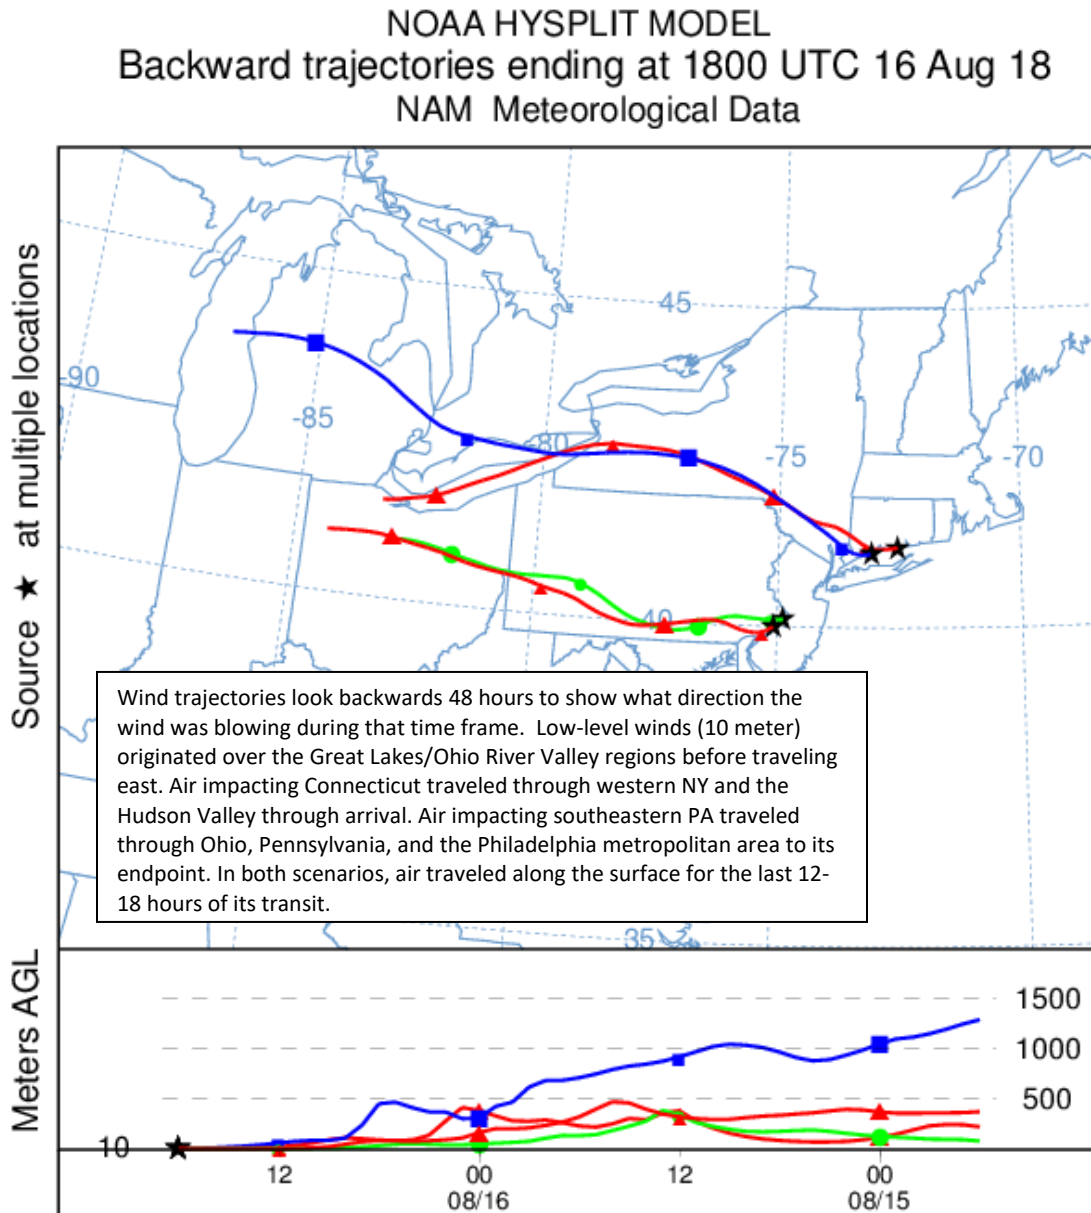 NOAA HYSPLIT MODEL
Backward trajectories ending at 1800 UTC 16 Aug 18
NAM Meteorological Data
Source ★ at multiple locations
45
-90
-85
-80
-75
-70
40
35
Wind trajectories look backwards 48 hours to show what direction the
wind was blowing during that time frame.  Low-level winds (10 meter)
originated over the Great Lakes/Ohio River Valley regions before traveling
east. Air impacting Connecticut traveled through western NY and the
Hudson Valley through arrival. Air impacting southeastern PA traveled
through Ohio, Pennsylvania, and the Philadelphia metropolitan area to its
endpoint. In both scenarios, air traveled along the surface for the last 12-
18 hours of its transit.
Meters AGL
1500
1000
500
10
12 00 12 00
08/16 08/15